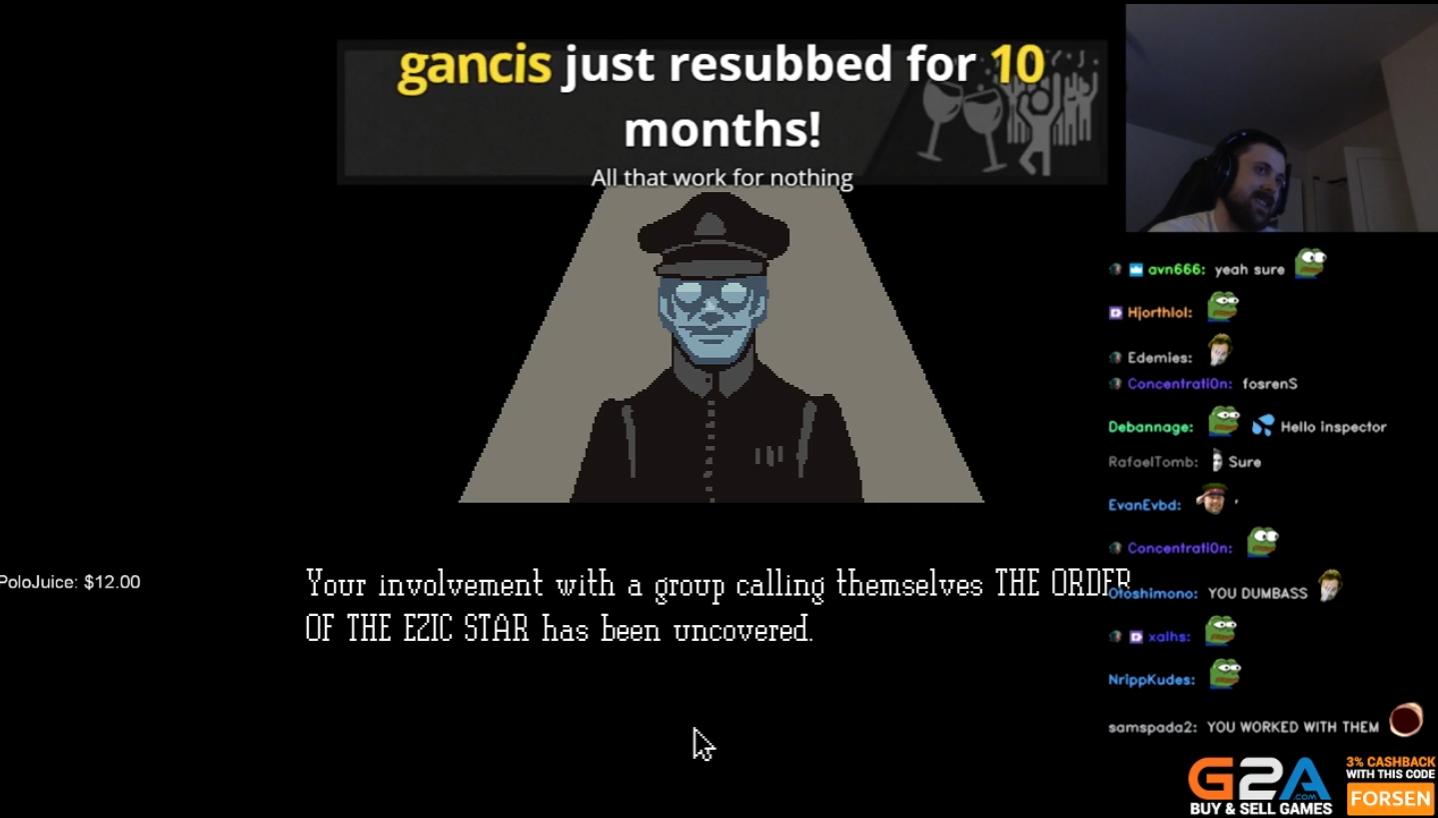 gancis just resubbed for 10
months!
All that work for nothing
avn666: yeah sure
Hjorthlol:
Edemies:
Concentrati0n: fosrenS
Debannage: Hello inspector
RafaelTomb: Sure
EvanEvbd:
Concentrati0n:
PoloJuice: $12.00
Your involvement with a group calling themselves THE ORDER
OF THE EZIC STAR has been uncovered.
Oroshimono: YOU DUMBASS
xalhs:
NrippKudes:
samspada2: YOU WORKED WITH THEM
G2A.COM
BUY & SELL GAMES
3% CASHBACK
WITH THIS CODE
FORSEN